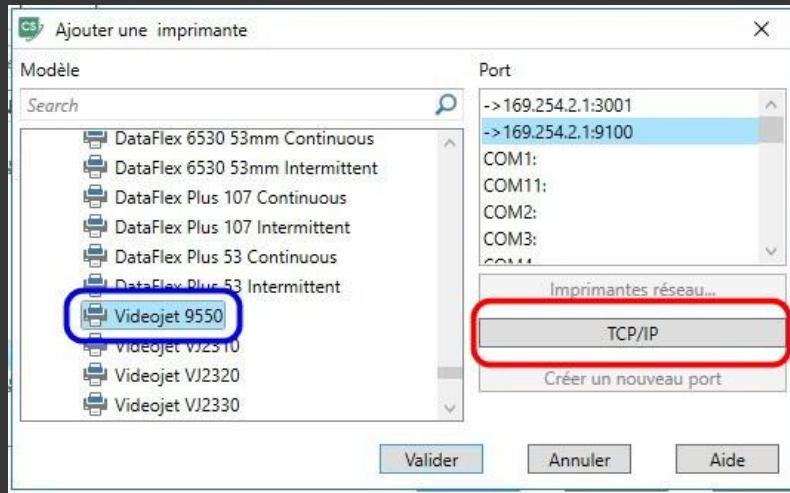 CS
Ajouter une imprimante
Modèle
Search
DataFlex 6530 53mm Continuous
DataFlex 6530 53mm Intermittent
DataFlex Plus 107 Continuous
DataFlex Plus 107 Intermittent
DataFlex Plus 53 Continuous
DataFlex Plus 53 Intermittent
Videojet 9550
Videojet VJ2310
Videojet VJ2320
Videojet VJ2330
Port
->169.254.2.1:3001
->169.254.2.1:9100
COM1:
COM11:
COM2:
COM3:
COM4:
Imprimantes réseau...
TCP/IP
Créer un nouveau port
Valider
Annuler
Aide